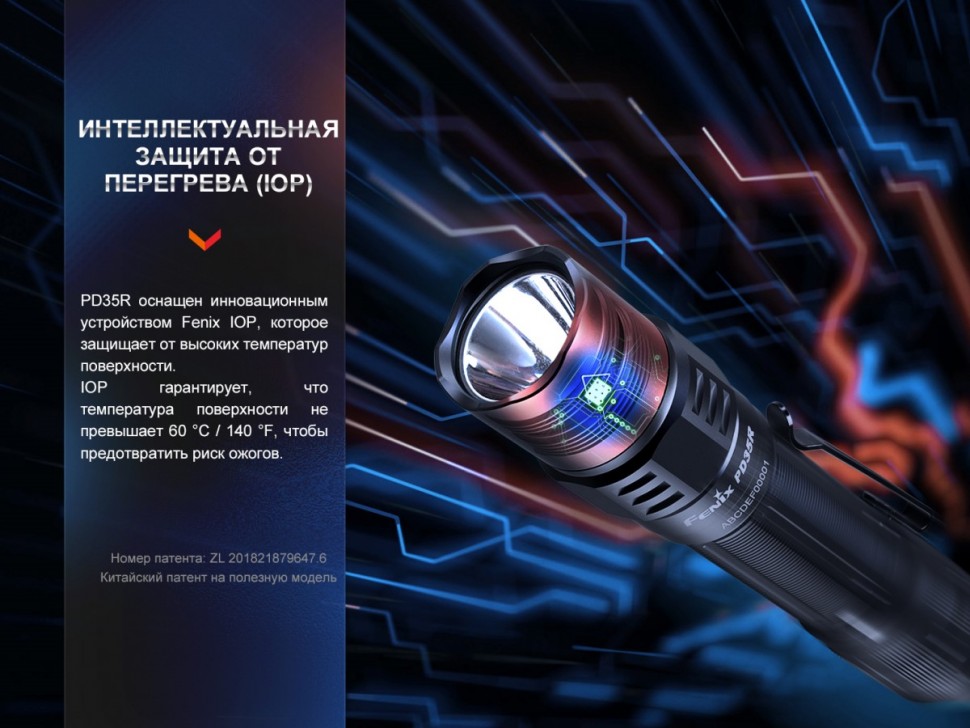 ИНТЕЛЛЕКТУАЛЬНАЯ
ЗАЩИТА ОТ
ПЕРЕГРЕВА (IOP)
PD35R оснащен инновационным
устройством Fenix IOP, которое
защищает от высоких температур
поверхности.
IOP гарантирует, что
температура поверхности не
превышает 60 °C / 140 °F, чтобы
предотвратить риск ожогов.
Номер патента: ZL 201821879647.6
Китайский патент на полезную модель
Fenix PD35R
ABCDEF00001